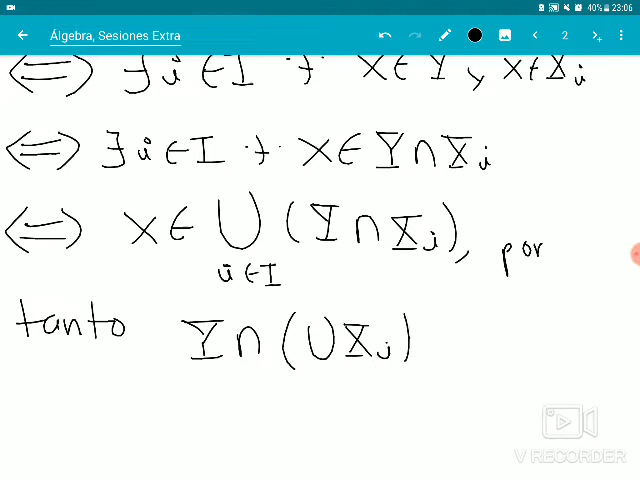 23:06
40%
Álgebra, Sesiones Extra
2
⟺ ∃ i ∈ I t. x ∈ Y y x ∈ X_i
⟺ ∃ i ∈ I ·t· x ∈ Y ∩ X_i
⟺ x ∈ ⋃ (Y ∩ X_i), por
i ∈ I
tanto Y ∩ (∪ X_i)
V RECORDER